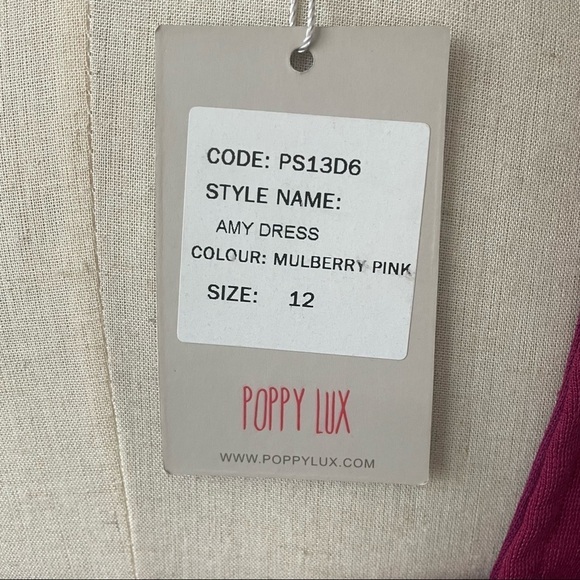 CODE: PS13D6
STYLE NAME:
AMY DRESS
COLOUR: MULBERRY PINK
SIZE: 12
POPPY LUX
WWW.POPPYLUX.COM